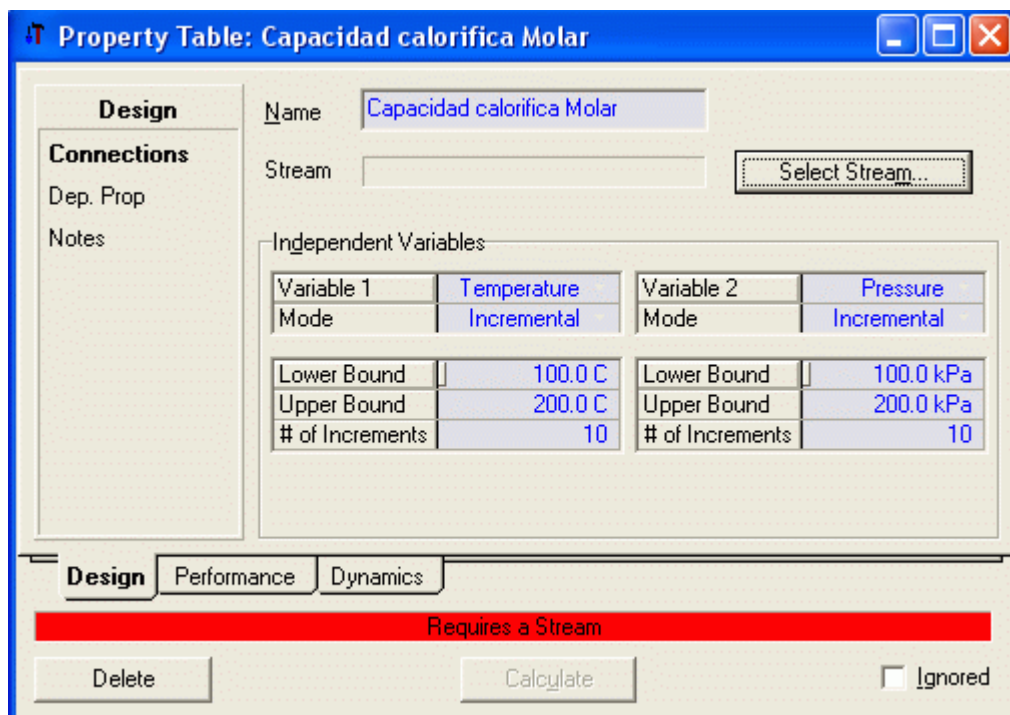 Property Table: Capacidad calorifica Molar
Design
Connections
Dep. Prop
Notes
Name Capacidad calorifica Molar
Stream Select Stream...
Independent Variables
Variable 1 Temperature Variable 2 Pressure
Mode Incremental Mode Incremental
Lower Bound 100.0 C Lower Bound 100.0 kPa
Upper Bound 200.0 C Upper Bound 200.0 kPa
# of Increments 10 # of Increments 10
Design Performance Dynamics
Requires a Stream
Delete Calculate Ignored